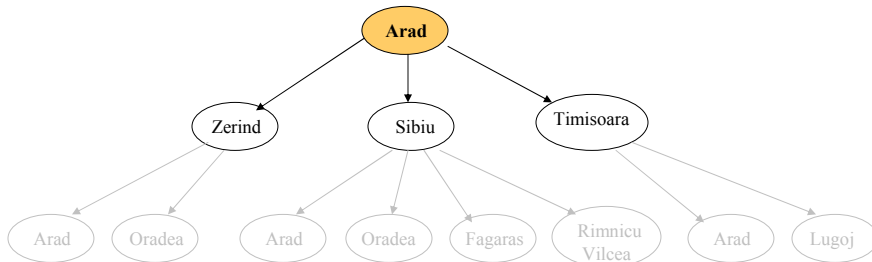 Arad
Zerind
Sibiu
Timisoara
Arad
Oradea
Arad
Oradea
Fagaras
Rimnicu
Vilcea
Arad
Lugoj